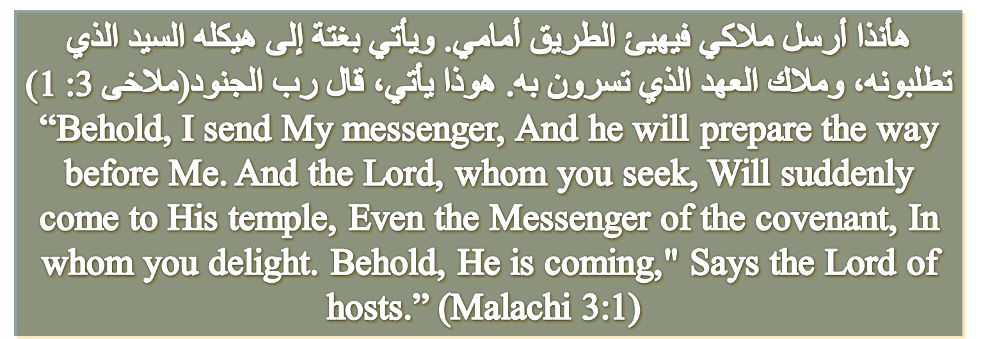 هأنذا أرسل ملاكي فيهيئ الطريق أمامي. ويأتي بغتة إلى هيكله السيد الذي
تطلبونه، وملاك العهد الذي تسرون به. هوذا يأتي، قال رب الجنود(ملاخى 3: 1)
“Behold, I send My messenger, And he will prepare the way
before Me. And the Lord, whom you seek, Will suddenly
come to His temple, Even the Messenger of the covenant, In
whom you delight. Behold, He is coming," Says the Lord of
hosts.” (Malachi 3:1)